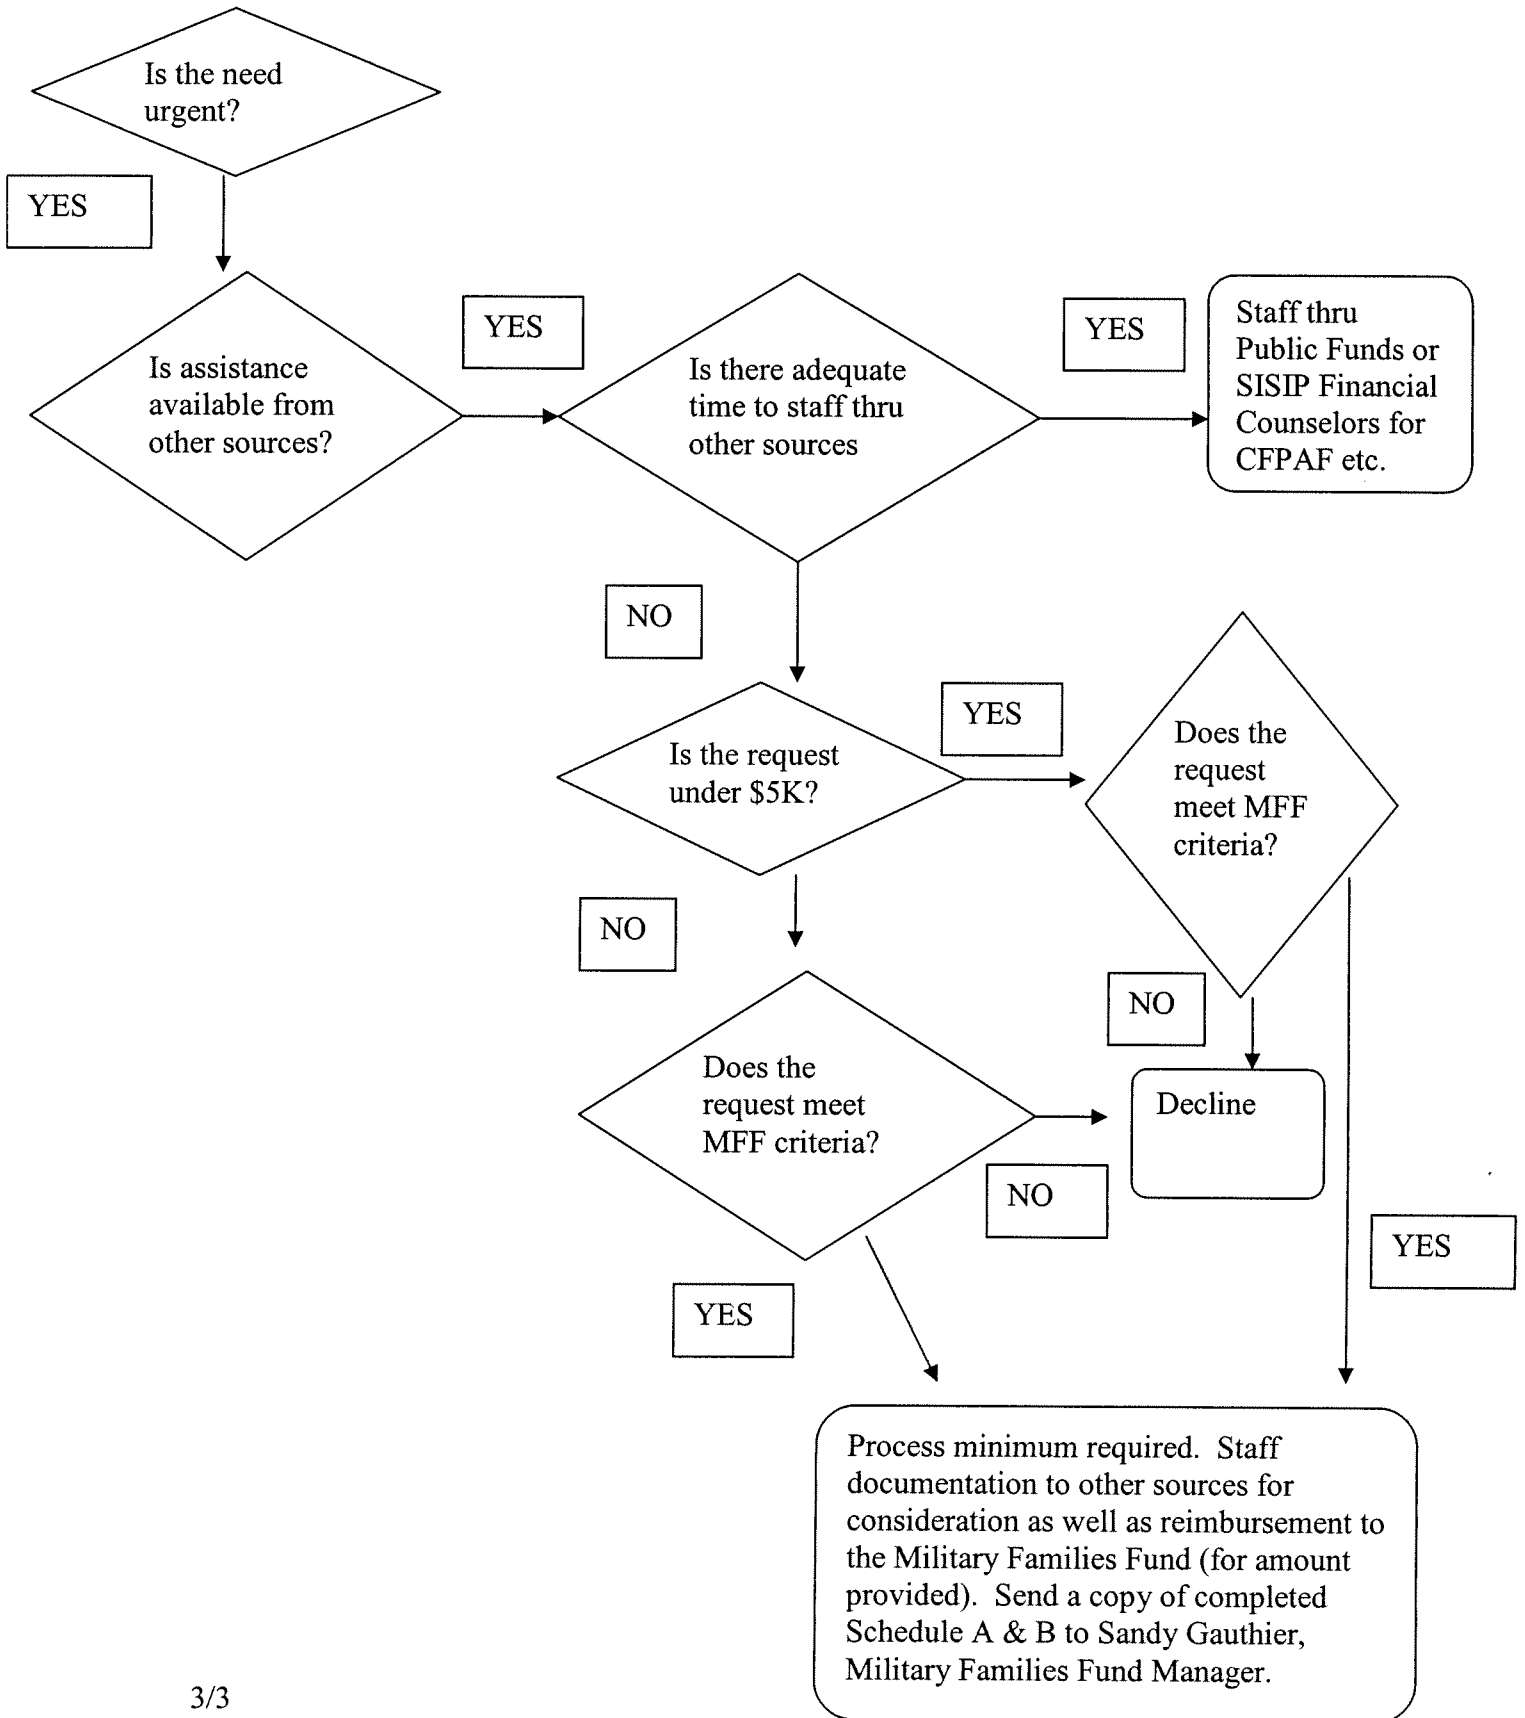 Is the need
urgent?
YES
Is assistance
available from
other sources?
YES
Is there adequate
time to staff thru
other sources
YES
Staff thru
Public Funds or
SISIP Financial
Counselors for
CFPAF etc.
NO
Is the request
under $5K?
YES
Does the
request
meet MFF
criteria?
NO
Does the
request meet
MFF criteria?
NO
Decline
NO
YES
YES
Process minimum required. Staff
documentation to other sources for
consideration as well as reimbursement to
the Military Families Fund (for amount
provided). Send a copy of completed
Schedule A & B to Sandy Gauthier,
Military Families Fund Manager.
3/3